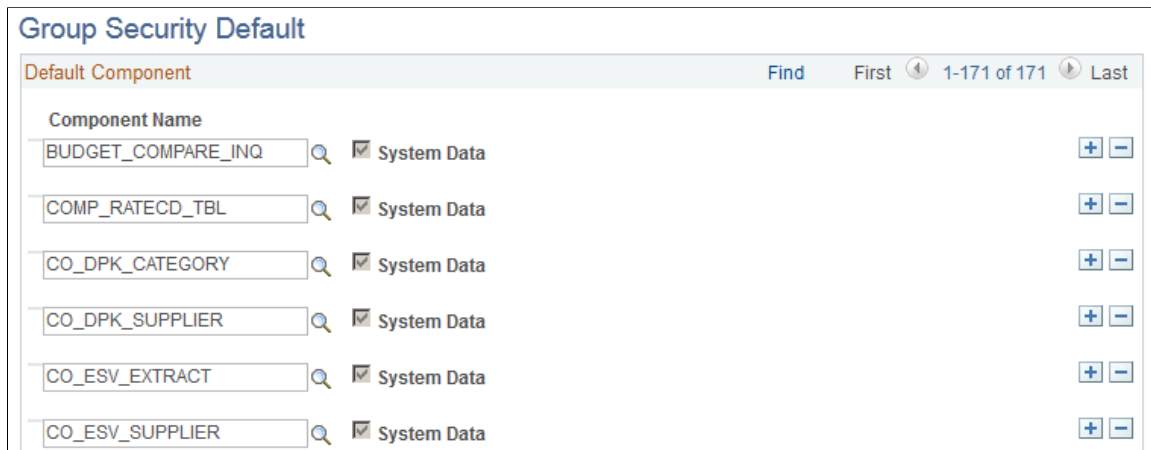 Group Security Default
Default Component Find First 1-171 of 171 Last
Component Name
BUDGET_COMPARE_INQ System Data
COMP_RATECD_TBL System Data
CO_DPK_CATEGORY System Data
CO_DPK_SUPPLIER System Data
CO_ESV_EXTRACT System Data
CO_ESV_SUPPLIER System Data